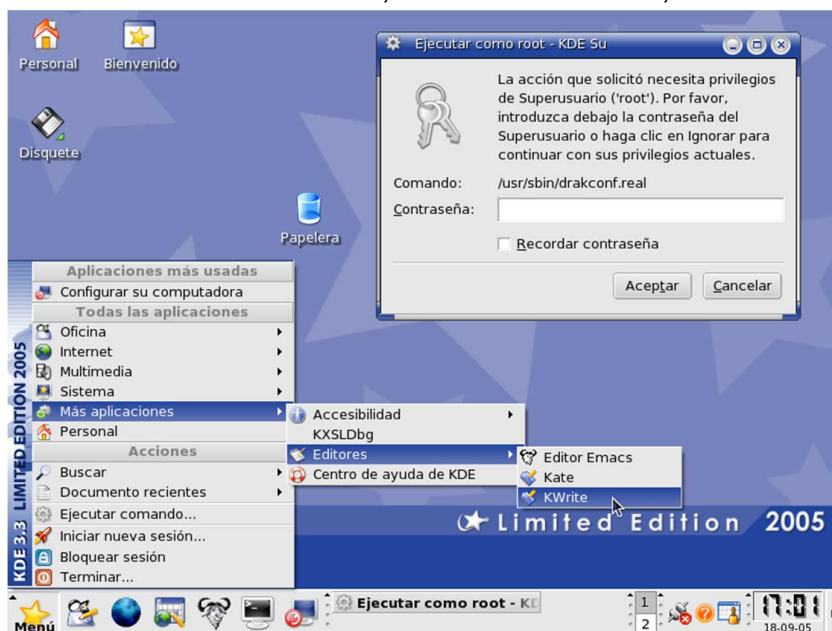 Personal
Bienvenido
Disquete
Papelera
Ejecutar como root - KDE Su
La acción que solicitó necesita privilegios
de Superusuario ('root'). Por favor,
introduzca debajo la contraseña del
Superusuario o haga clic en Ignorar para
continuar con sus privilegios actuales.
Comando: /usr/sbin/drakconf.real
Contraseña:
Recordar contraseña
Aceptar Cancelar
KDE 3.3 LIMITED EDITION 2005
Aplicaciones más usadas
Configurar su computadora
Todas las aplicaciones
Oficina
Internet
Multimedia
Sistema
Más aplicaciones
Personal
Acciones
Buscar
Documento recientes
Ejecutar comando...
Iniciar nueva sesión...
Bloquear sesión
Terminar...
Accesibilidad
KXSLDbg
Editores
Centro de ayuda de KDE
Editor Emacs
Kate
KWrite
Limited Edition 2005
Menú
Ejecutar como root - KD
1
2
17:01
18-09-05